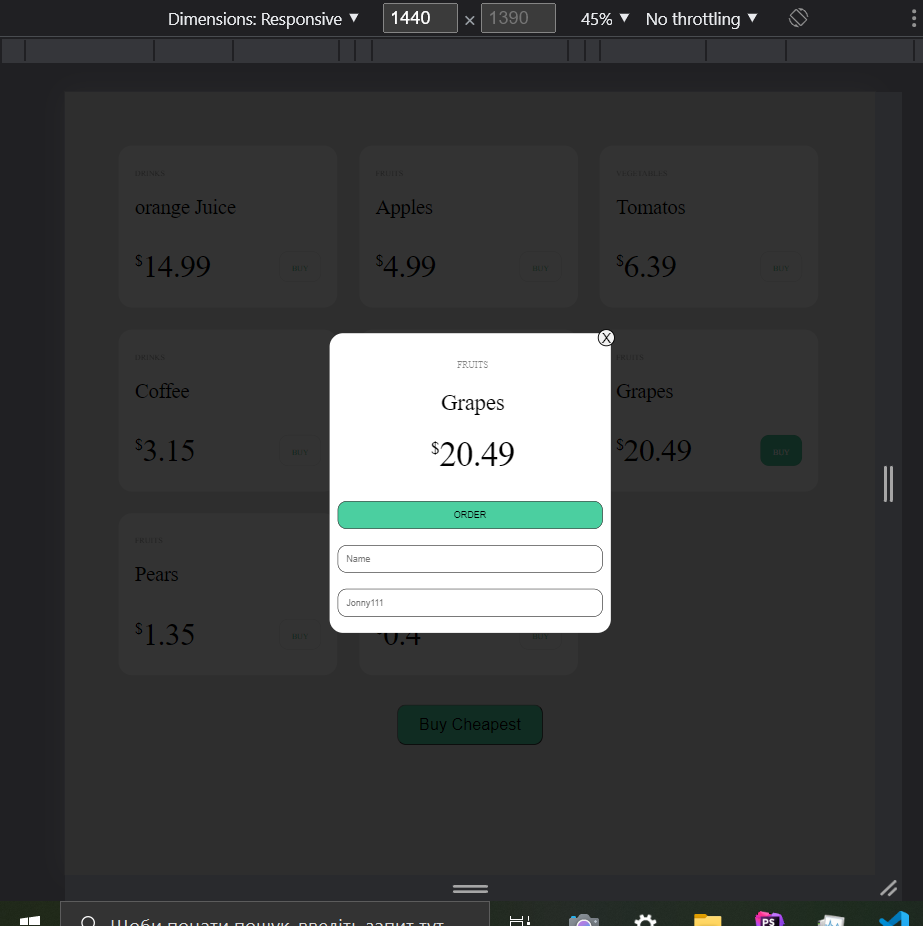 Dimensions: Responsive ▼ 1440 × 1390 45% ▼ No throttling ▼
DRINKS
orange Juice
$14.99
BUY
FRUITS
Apples
$4.99
BUY
VEGETABLES
Tomatos
$6.39
BUY
DRINKS
Coffee
$3.15
BUY
X
FRUITS
Grapes
$20.49
ORDER
Name
Jonny111
FRUITS
Grapes
$20.49
BUY
FRUITS
Pears
$1.35
BUY
BUY
Buy Cheapest
Щоби почати пошук, введіть запит тут
PS